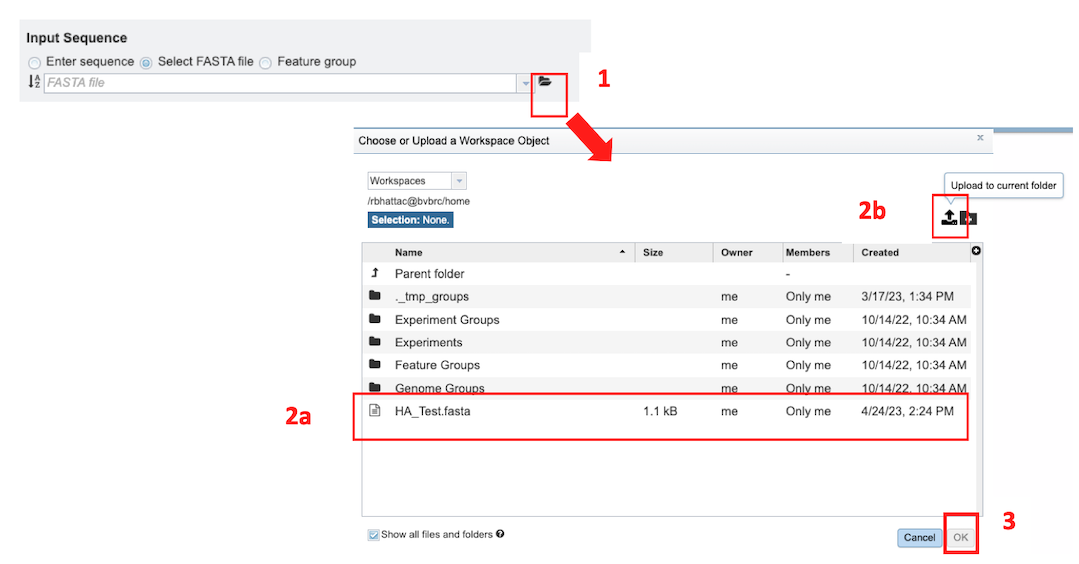 Input Sequence
Enter sequence Select FASTA file Feature group
FASTA file
1
Choose or Upload a Workspace Object
Workspaces
Upload to current folder
/rbhattac@bvbrc/home
2b
Selection: None.
Name Size Owner Members Created
Parent folder -
._tmp_groups me Only me 3/17/23, 1:34 PM
Experiment Groups me Only me 10/14/22, 10:34 AM
Experiments me Only me 10/14/22, 10:34 AM
Feature Groups me Only me 10/14/22, 10:34 AM
Genome Groups me Only me 10/14/22, 10:34 AM
2a
HA_Test.fasta 1.1 kB me Only me 4/24/23, 2:24 PM
Show all files and folders
3
Cancel OK